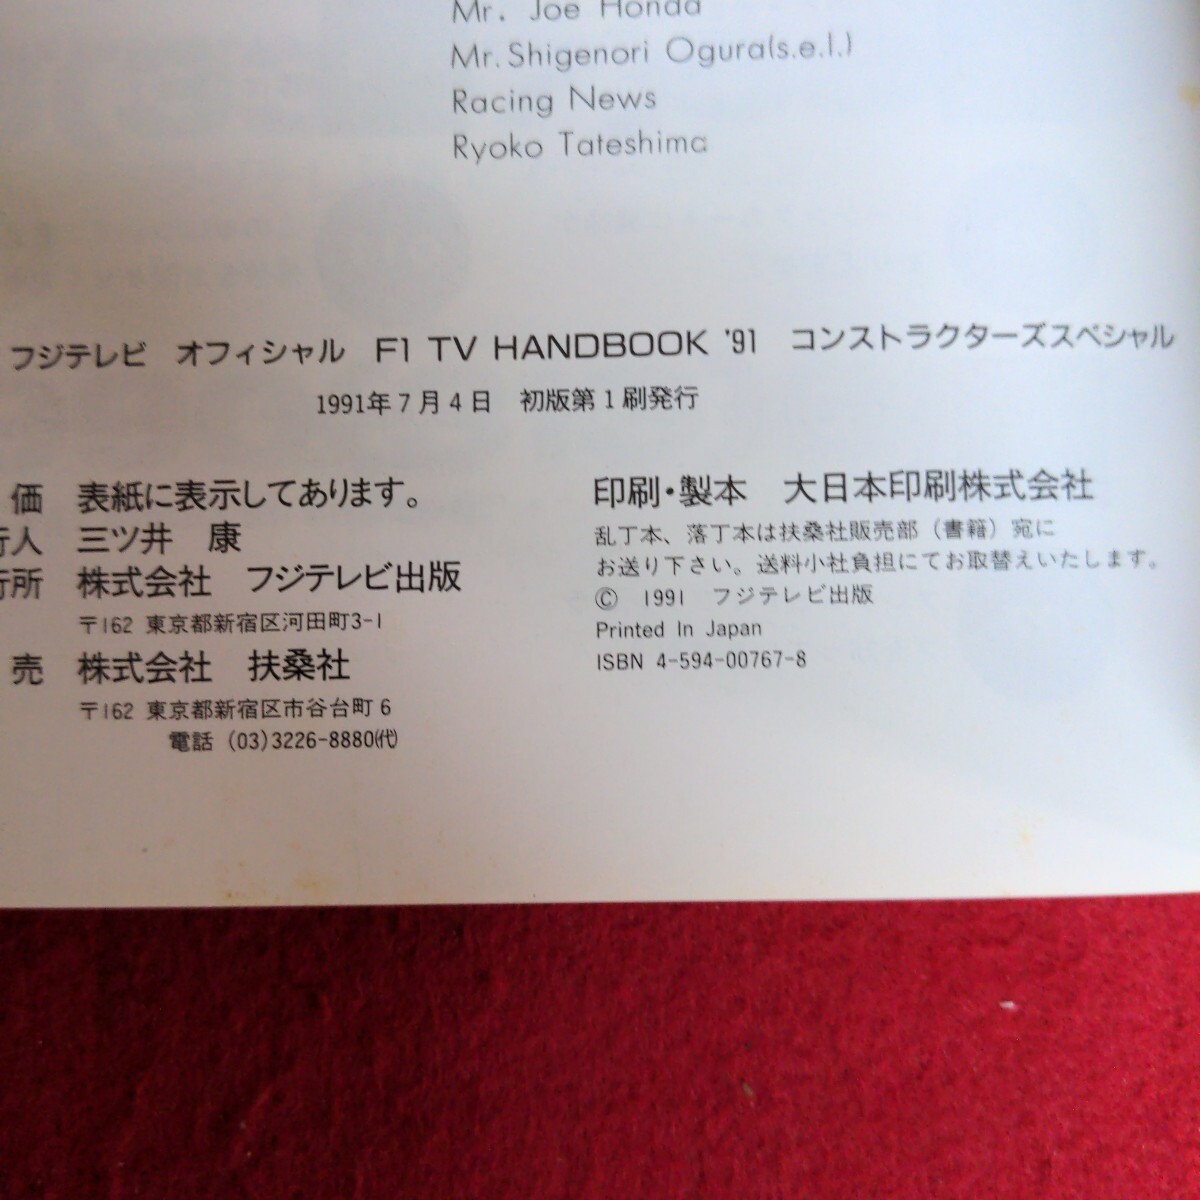 Mr. Joe Honda
Mr. Shigenori Ogura(s.e.l.)
Racing News
Ryoko Tateshima
フジテレビ オフィシャル F1 TV HANDBOOK '91 コンストラクターズスペシャル
1991年7月4日 初版第1刷発行
価 表紙に表示してあります。
行人 三ツ井 康
行所 株式会社 フジテレビ出版
〒162 東京都新宿区河田町3-1
売 株式会社 扶桑社
〒162 東京都新宿区市谷台町6
電話 (03)3226-8880(代)
印刷・製本 大日本印刷株式会社
乱丁本、落丁本は扶桑社販売部(書籍)宛に
お送り下さい。送料小社負担にてお取替えいたします。
© 1991 フジテレビ出版
Printed In Japan
ISBN 4-594-00767-8